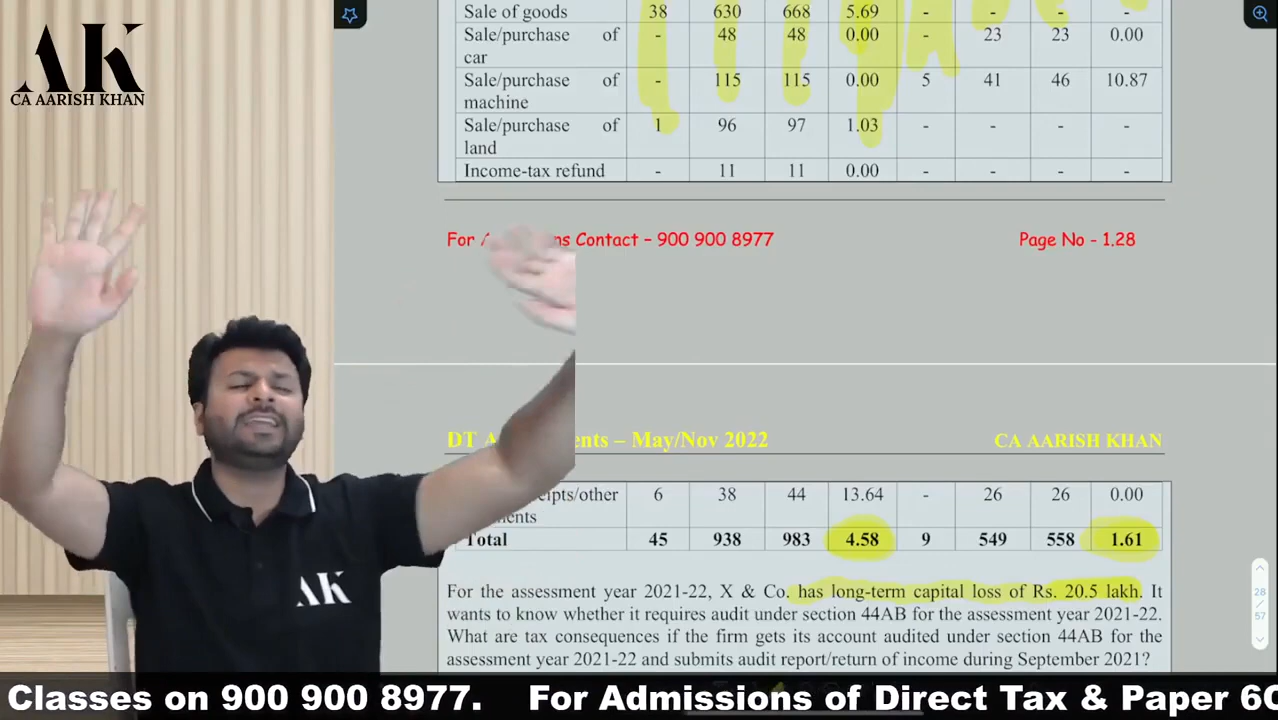 AK
CA AARISH KHAN
Sale of goods 38 630 668 5.69 - - - -
Sale/purchase of car - 48 48 0.00 - 23 23 0.00
Sale/purchase of machine - 115 115 0.00 5 41 46 10.87
Sale/purchase of land 1 96 97 1.03 - - - -
Income-tax refund - 11 11 0.00 - - - -
For Contact – 900 900 8977 Page No - 1.28
DT – May/Nov 2022 CA AARISH KHAN
6 38 44 13.64 - 26 26 0.00
Total 45 938 983 4.58 9 549 558 1.61
For the assessment year 2021-22, X & Co. has long-term capital loss of Rs. 20.5 lakh. It
wants to know whether it requires audit under section 44AB for the assessment year 2021-22.
What are tax consequences if the firm gets its account audited under section 44AB for the
assessment year 2021-22 and submits audit report/return of income during September 2021?
28
/
57
AK
Classes on 900 900 8977. For Admissions of Direct Tax & Paper 6C